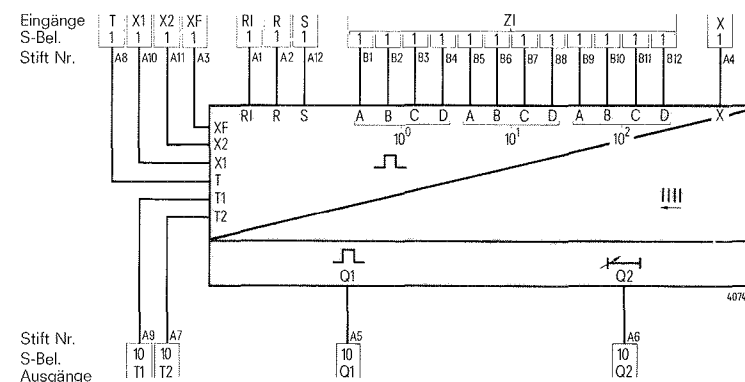 Eingänge T X1 X2 XF RI R S ZI X
S-Bel. 1 1 1 1 1 1 1 1 1 1 1 1 1 1 1 1 1 1 1 1
Stift Nr. A8 A10 A11 A3 A1 A2 A12 B1 B2 B3 B4 B5 B6 B7 B8 B9 B10 B11 B12 A4
RI R S A B C D A B C D A B C D X
XF 10⁰ 10¹ 10²
X2
X1
T
T1
T2
Q1 Q2
4074
Stift Nr. A9 A7 A5 A6
S-Bel. 10 10 10 10
Ausgänge T1 T2 Q1 Q2